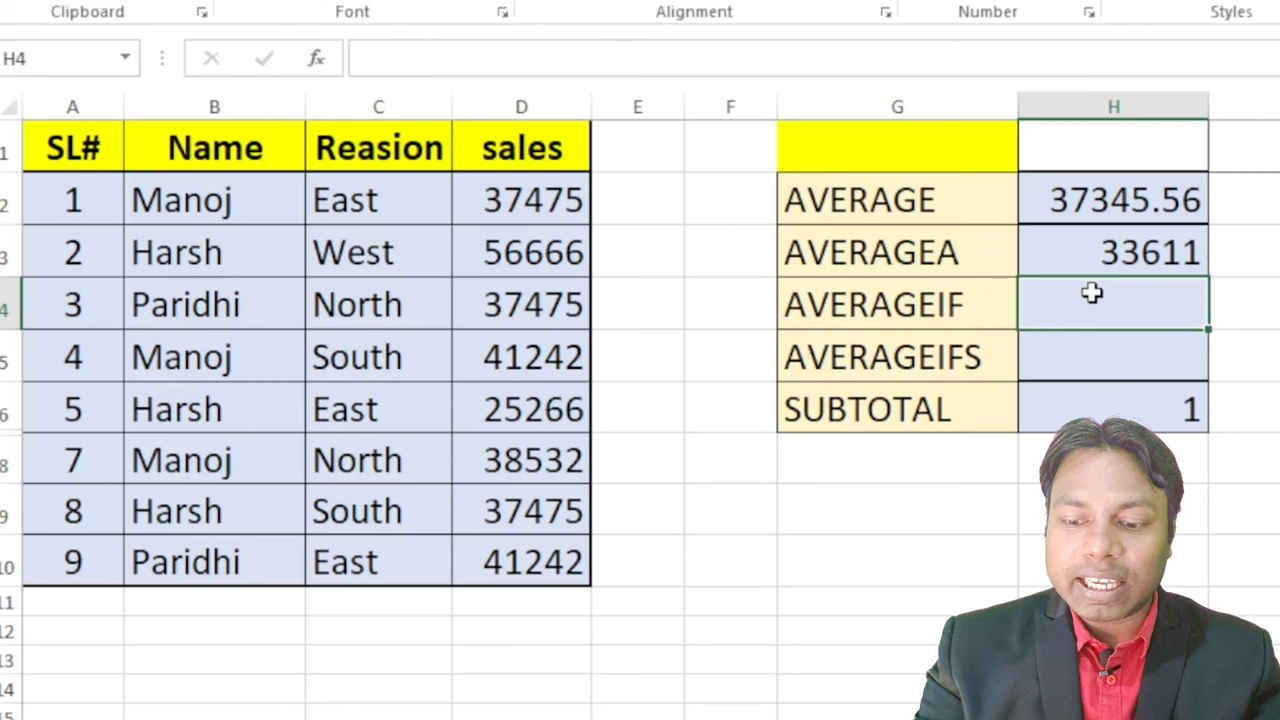 Clipboard Font Alignment Number Styles
H4 fx
A B C D E F G H
1 SL# Name Reasion sales
2 1 Manoj East 37475 AVERAGE 37345.56
3 2 Harsh West 56666 AVERAGEA 33611
4 3 Paridhi North 37475 AVERAGEIF
5 4 Manoj South 41242 AVERAGEIFS
6 5 Harsh East 25266 SUBTOTAL 1
8 7 Manoj North 38532
9 8 Harsh South 37475
10 9 Paridhi East 41242
11
12
13
14
15